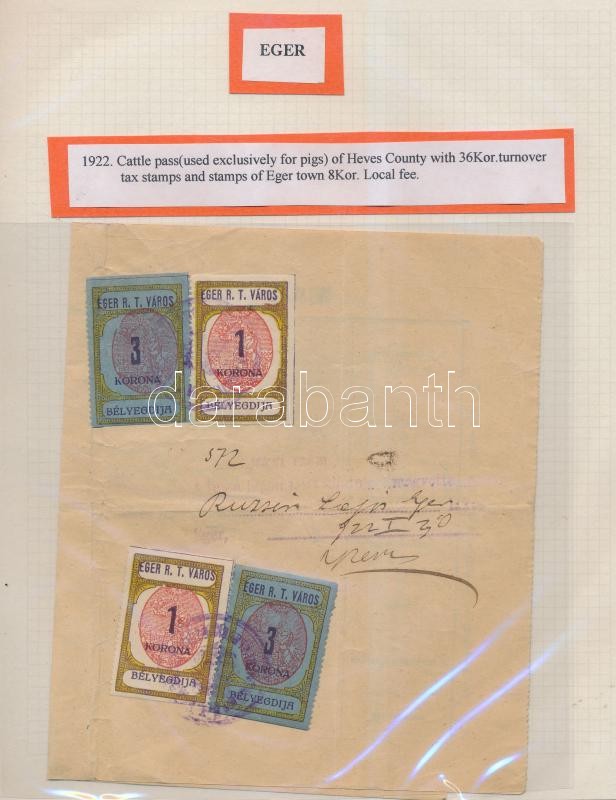 EGER
1922. Cattle pass(used exclusively for pigs) of Heves County with 36Kor.turnover
tax stamps and stamps of Eger town 8Kor. Local fee.
EGER R. T. VÁROS
3
KORONA
BÉLYEGDIJA
EGER R. T. VÁROS
1
KORONA
BÉLYEGDIJA
darabanth
572
EGER R. T. VÁROS
1
KORONA
BÉLYEGDIJA
EGER R. T. VÁROS
3
KORONA
BÉLYEGDIJA